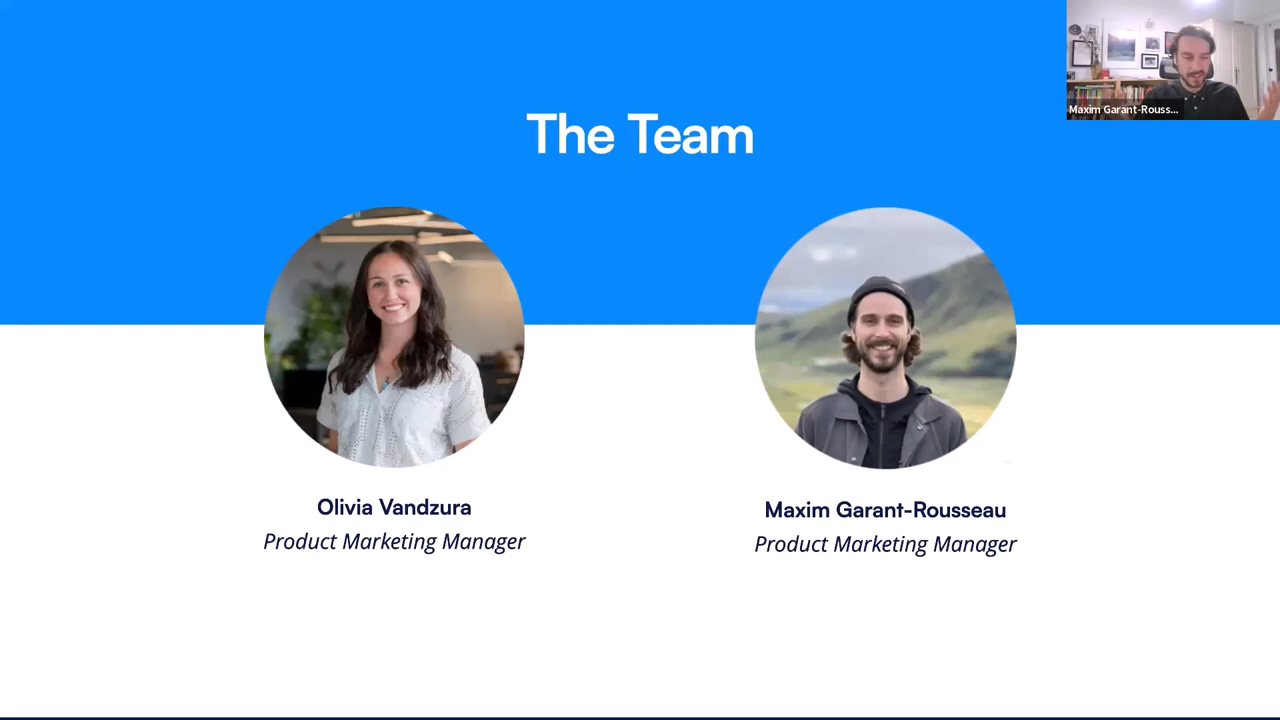 The Team
Maxim Garant-Rouss...
Olivia Vandzura
Product Marketing Manager
Maxim Garant-Rousseau
Product Marketing Manager